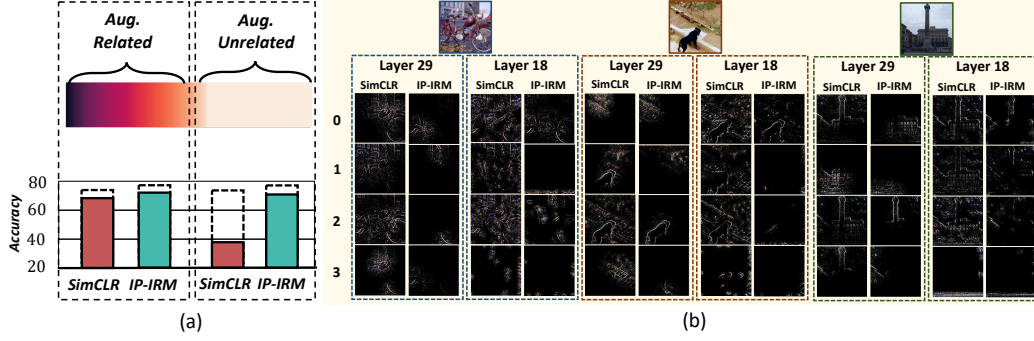 Aug. Related
Aug. Unrelated
Accuracy
80
60
40
20
SimCLR IP-IRM SimCLR IP-IRM
(a)
Layer 29 Layer 18 Layer 29 Layer 18 Layer 29 Layer 18
SimCLR IP-IRM SimCLR IP-IRM SimCLR IP-IRM SimCLR IP-IRM SimCLR IP-IRM SimCLR IP-IRM
0
1
2
3
(b)